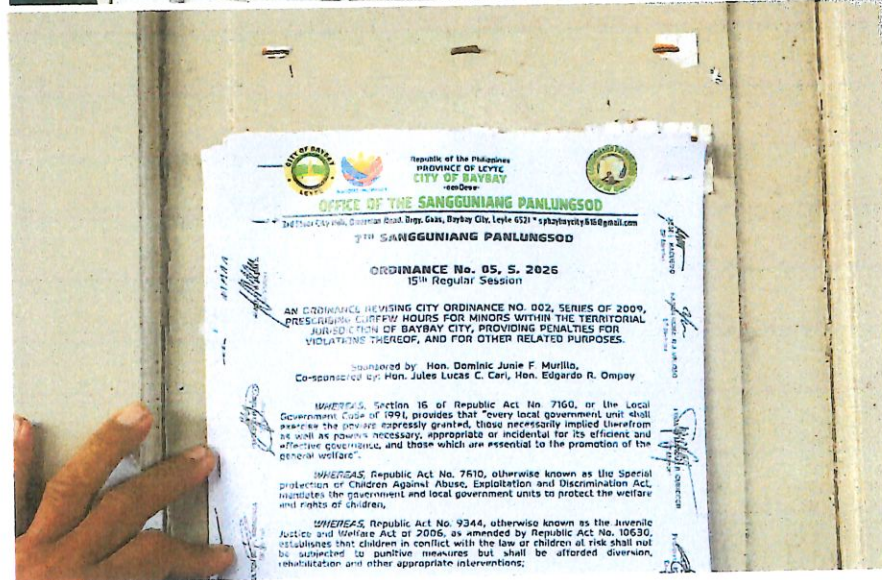 CITY OF BAYBAY
LEYTE
Republic of the Philippines
PROVINCE OF LEYTE
CITY OF BAYBAY
OFFICE OF THE SANGGUNIANG PANLUNGSOD
Brgy. Gaas, Baybay City, Leyte 6521 *
7TH SANGGUNIANG PANLUNGSOD
ORDINANCE No. 05, S. 2026
15th Regular Session
AN ORDINANCE REVISING CITY ORDINANCE NO. 002, SERIES OF 2009,
PRESCRIBING CURFEW HOURS FOR MINORS WITHIN THE TERRITORIAL
JURISDICTION OF BAYBAY CITY, PROVIDING PENALTIES FOR
VIOLATIONS THEREOF, AND FOR OTHER RELATED PURPOSES.
Sponsored by: Hon. Dominic Junie F. Murillo,
Co-sponsored by: Hon. Jules Lucas C. Cari, Hon. Edgardo R. Ompoy
WHEREAS, Section 16 of Republic Act No. 7160, or the Local
Government Code of 1991, provides that "every local government unit shall
exercise the powers expressly granted, those necessarily implied therefrom
as well as powers necessary, appropriate or incidental for its efficient and
effective governance, and those which are essential to the promotion of the
general welfare".
WHEREAS, Republic Act No. 7610, otherwise known as the Special
protection of Children Against Abuse, Exploitation and Discrimination Act,
mandates the government and local government units to protect the welfare
and rights of children,
WHEREAS, Republic Act No. 9344, otherwise known as the Juvenile
Justice and Welfare Act of 2006, as amended by Republic Act No. 10630,
establishes that children in conflict with the law or children at risk shall not
be subjected to punitive measures but shall be afforded diversion,
rehabilitation and other appropriate interventions;